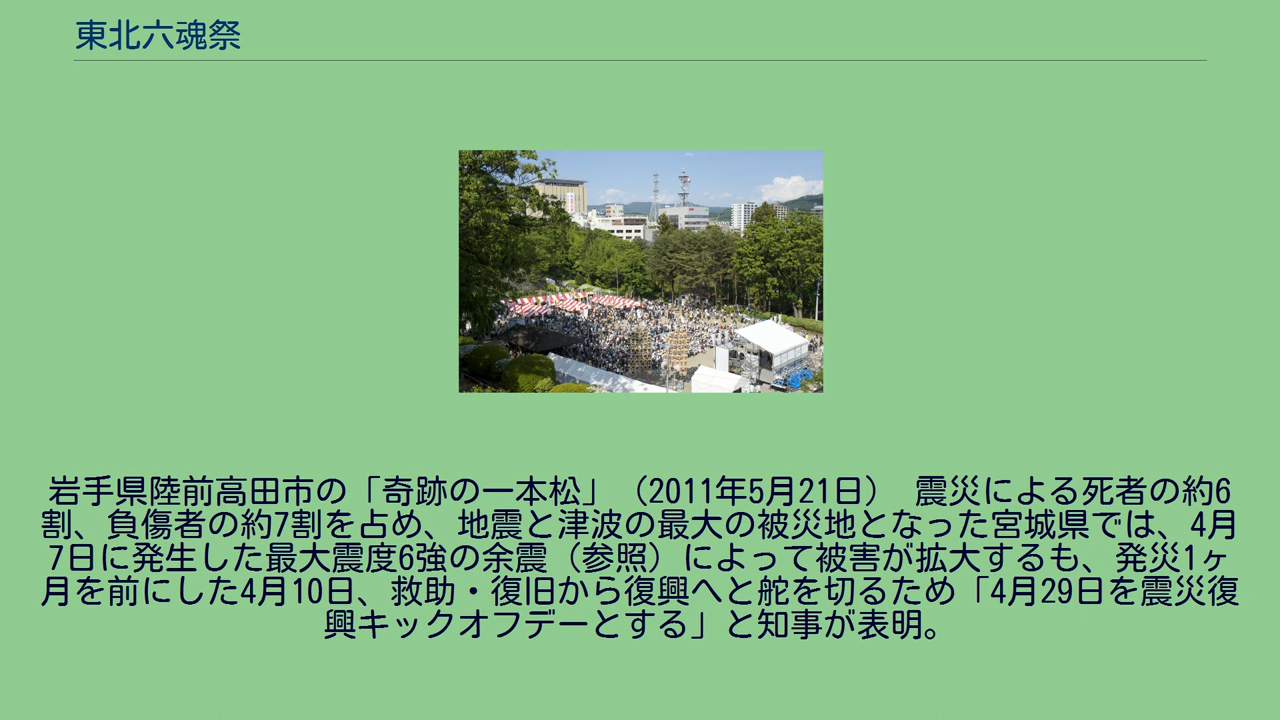 東北六魂祭
岩手県陸前高田市の「奇跡の一本松」（2011年5月21日） 震災による死者の約6
割、負傷者の約7割を占め、地震と津波の最大の被災地となった宮城県では、4月
7日に発生した最大震度6強の余震（参照）によって被害が拡大するも、発災1ヶ
月を前にした4月10日、救助・復旧から復興へと舵を切るため「4月29日を震災復
興キックオフデーとする」と知事が表明。